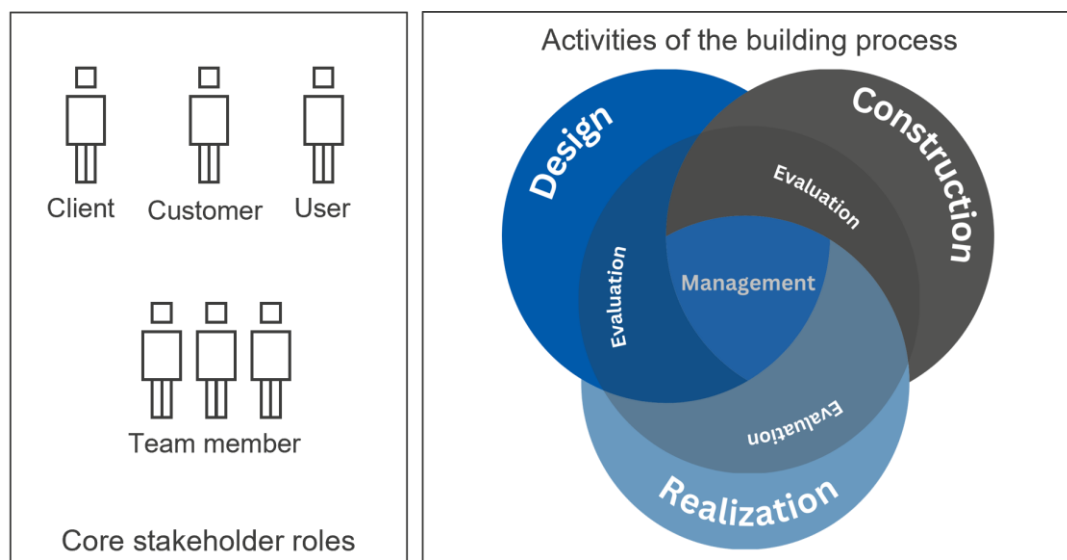 Client
Customer
User
Team member
Core stakeholder roles
Activities of the building process
Design
Construction
Evaluation
Evaluation
Management
Evaluation
Realization